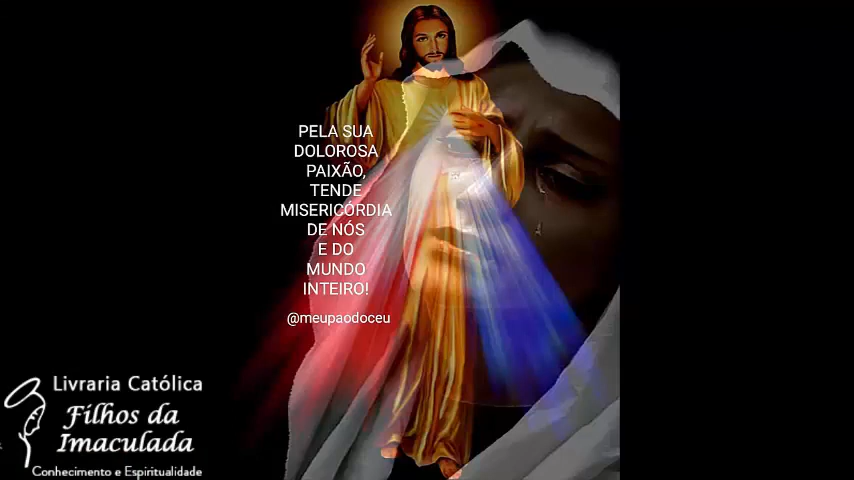 PELA SUA
DOLOROSA
PAIXÃO,
TENDE
MISERICÓRDIA
DE NÓS
E DO
MUNDO
INTEIRO!
@meupaodoceu
Livraria Católica
Filhos da
Imaculada
Conhecimento e Espiritualidade